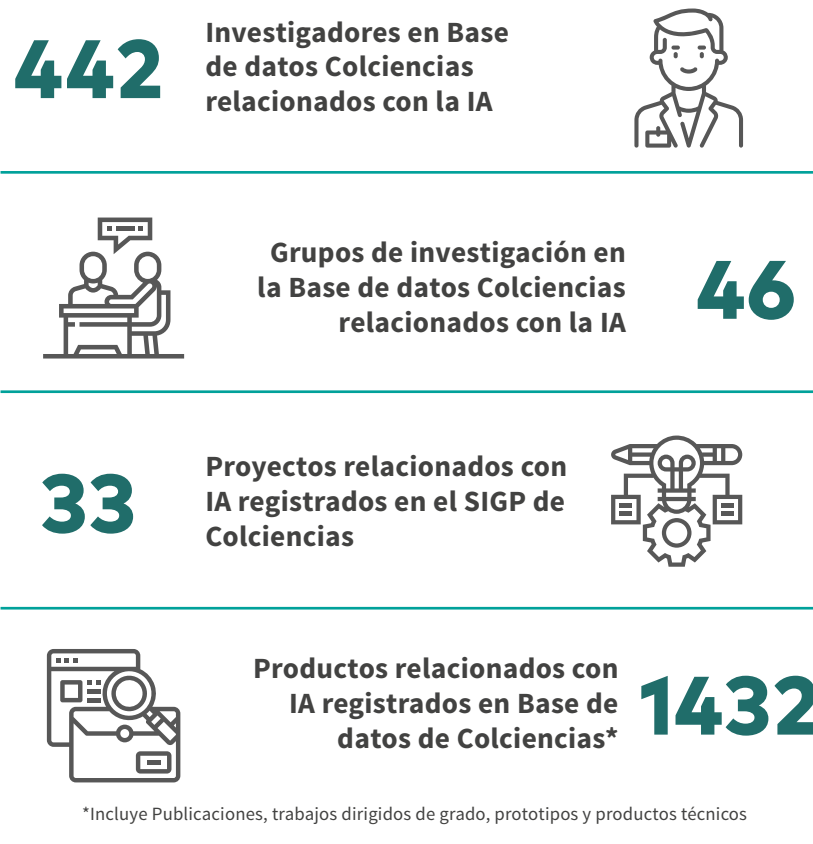 442
Investigadores en Base
de datos Colciencias
relacionados con la IA
Grupos de investigación en
la Base de datos Colciencias
relacionados con la IA
46
33
Proyectos relacionados con
IA registrados en el SIGP de
Colciencias
Productos relacionados con
IA registrados en Base de
datos de Colciencias*
1432
*Incluye Publicaciones, trabajos dirigidos de grado, prototipos y productos técnicos